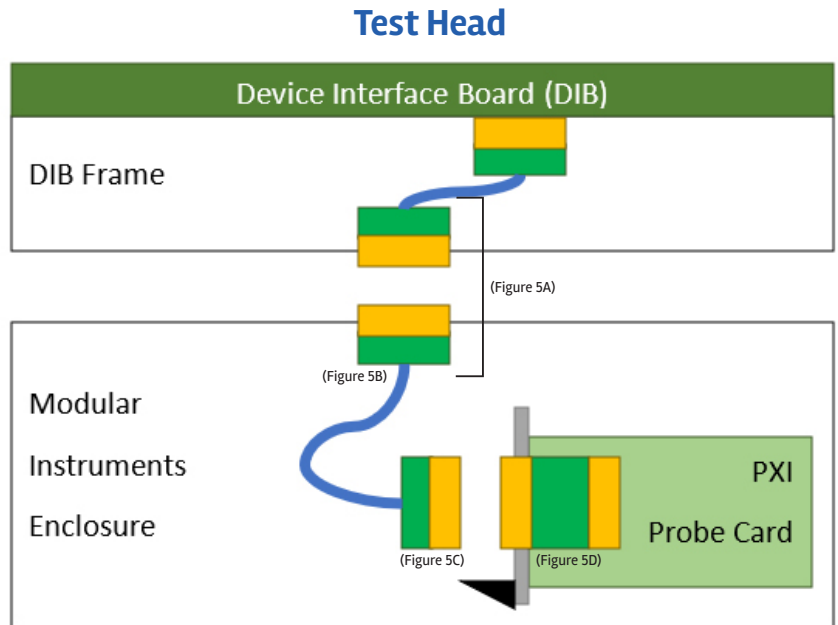 Test Head
Device Interface Board (DIB)
DIB Frame
(Figure 5A)
(Figure 5B)
Modular
Instruments
Enclosure
PXI
Probe Card
(Figure 5C)
(Figure 5D)